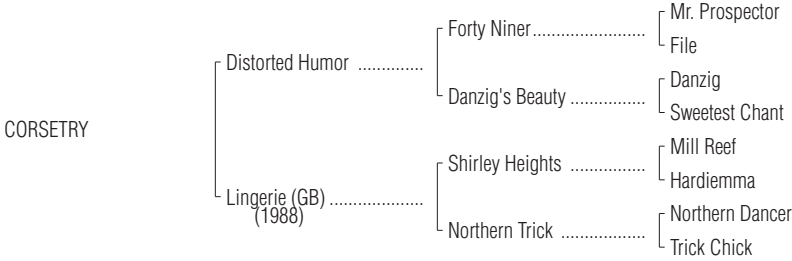 Mr. Prospector
Forty Niner........................
File
Distorted Humor ..............
Danzig
Danzig's Beauty ................
Sweetest Chant
CORSETRY
Mill Reef
Shirley Heights ................
Hardiemma
Lingerie (GB) ....................
(1988)
Northern Dancer
Northern Trick ..................
Trick Chick